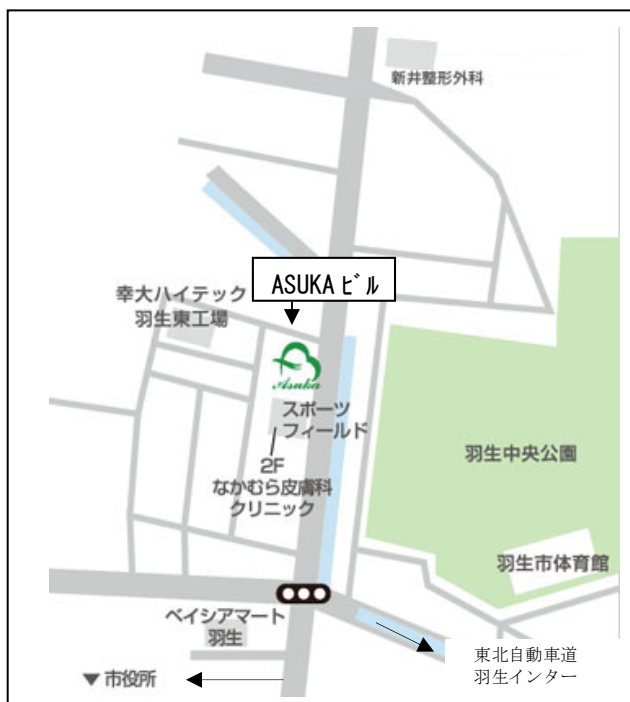 新井整形外科
ASUKAビル
幸大ハイテック
羽生東工場
Asuka
スポーツ
フィールド
2F
なかむら皮膚科
クリニック
羽生中央公園
羽生市体育館
ベイシアマート
羽生
東北自動車道
羽生インター
▼市役所